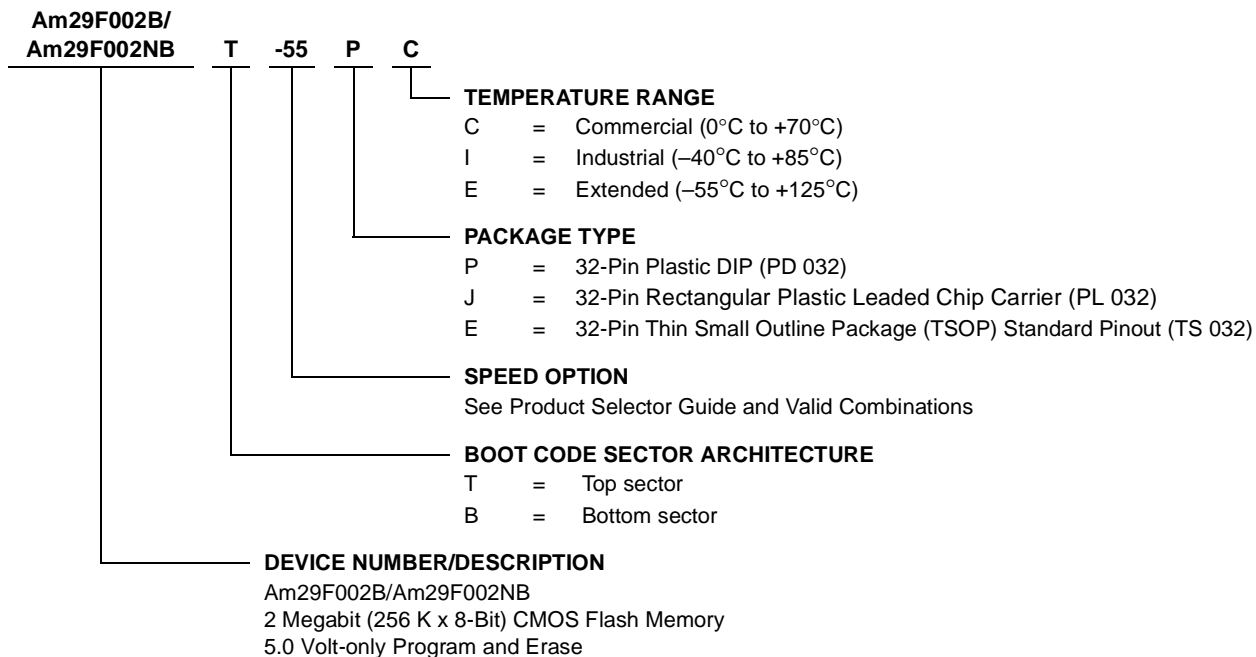 Am29F002B/
Am29F002NB T -55 P C
TEMPERATURE RANGE
C = Commercial (0°C to +70°C)
I = Industrial (–40°C to +85°C)
E = Extended (–55°C to +125°C)
PACKAGE TYPE
P = 32-Pin Plastic DIP (PD 032)
J = 32-Pin Rectangular Plastic Leaded Chip Carrier (PL 032)
E = 32-Pin Thin Small Outline Package (TSOP) Standard Pinout (TS 032)
SPEED OPTION
See Product Selector Guide and Valid Combinations
BOOT CODE SECTOR ARCHITECTURE
T = Top sector
B = Bottom sector
DEVICE NUMBER/DESCRIPTION
Am29F002B/Am29F002NB
2 Megabit (256 K x 8-Bit) CMOS Flash Memory
5.0 Volt-only Program and Erase